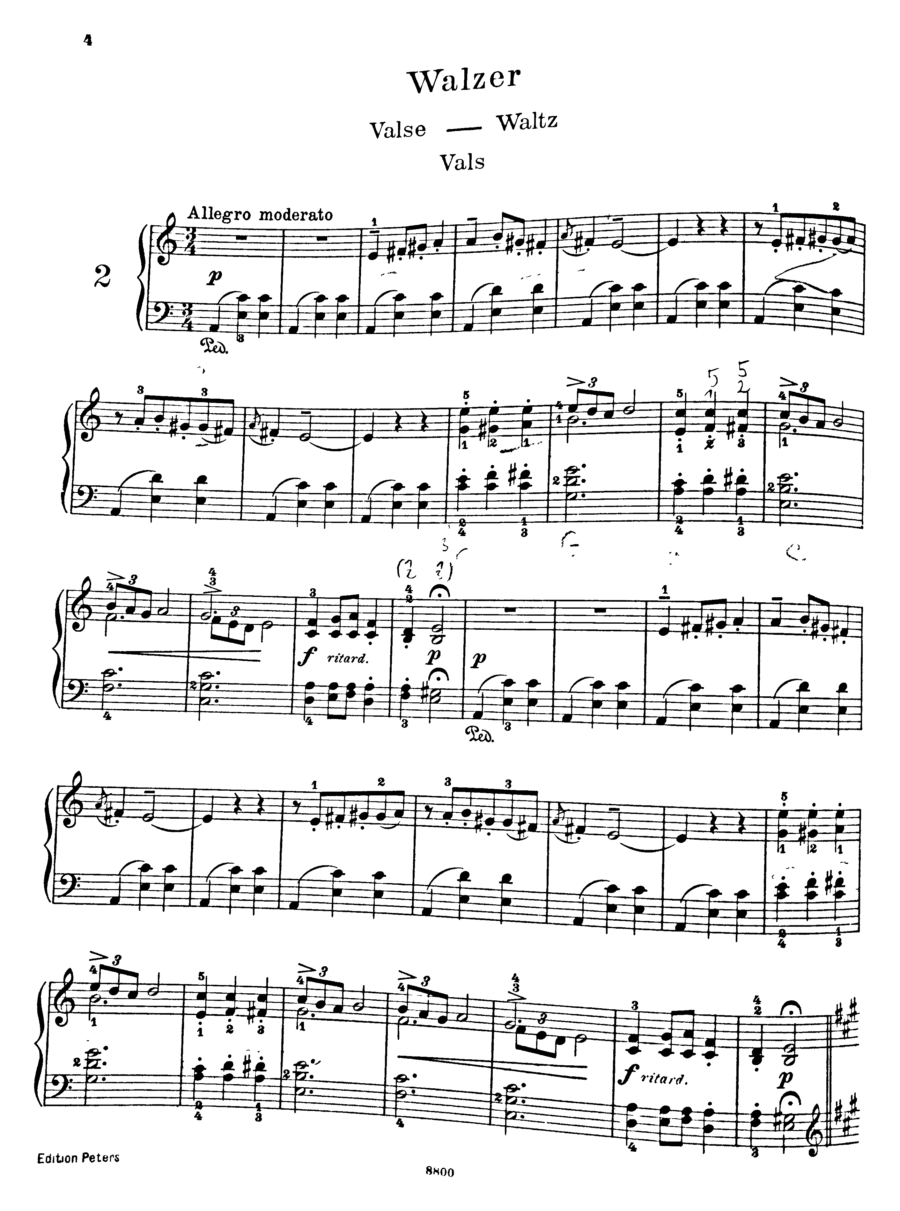 4
Walzer
Valse — Waltz
Vals
Allegro moderato
2
p
Ped.
f ritard.
p
p
Ped.
f ritard.
p
Edition Peters
8800